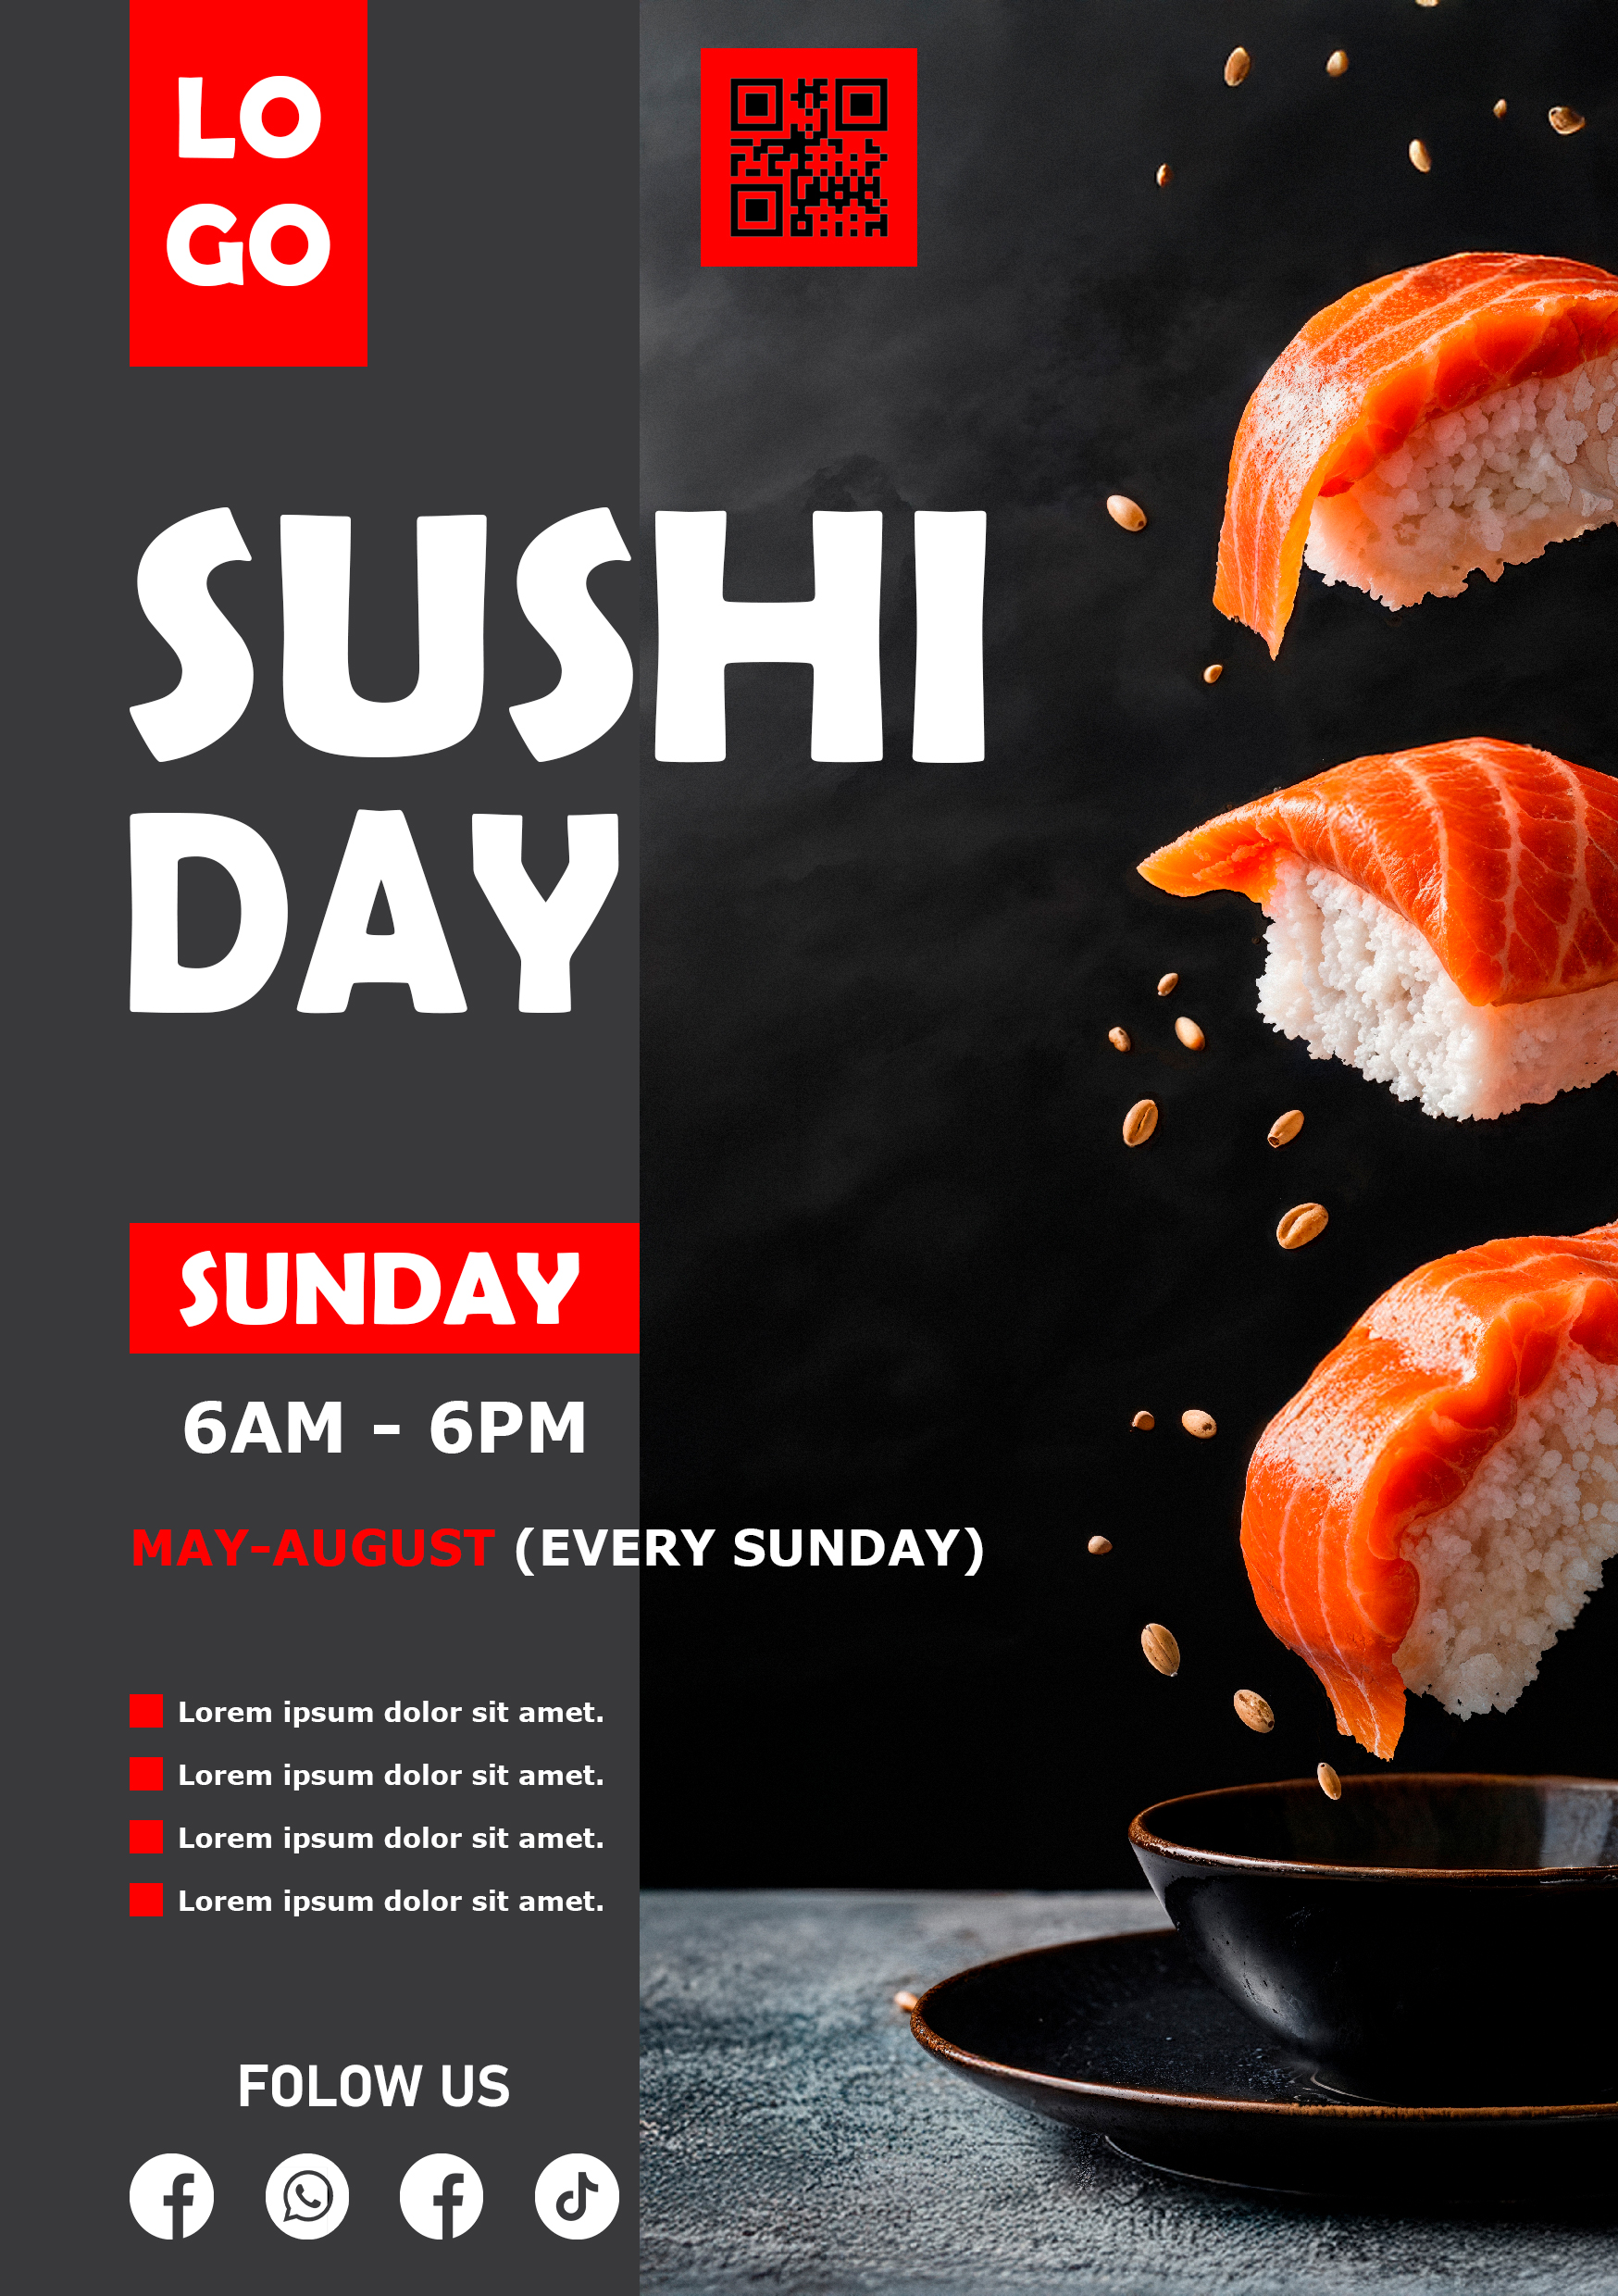 LO
GO
SUSHI
DAY
SUNDAY
6AM - 6PM
MAY-AUGUST (EVERY SUNDAY)
Lorem ipsum dolor sit amet.
Lorem ipsum dolor sit amet.
Lorem ipsum dolor sit amet.
Lorem ipsum dolor sit amet.
FOLOW US